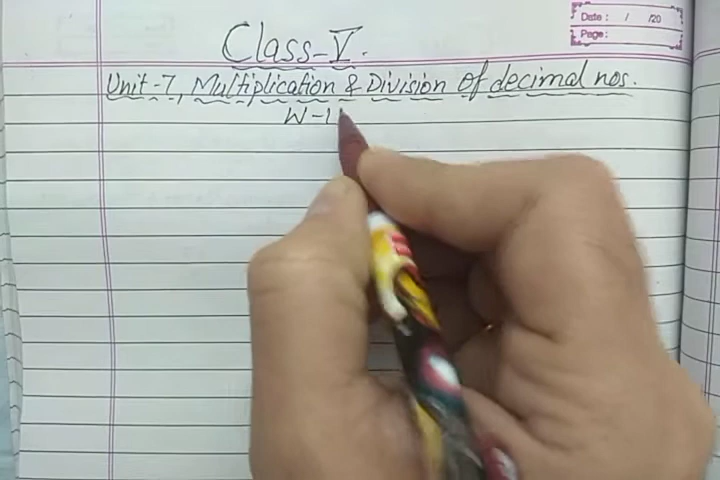 Class-V.
Date : / /20
Page :
Unit-7, Multiplication & Division of decimal nos.
W-1